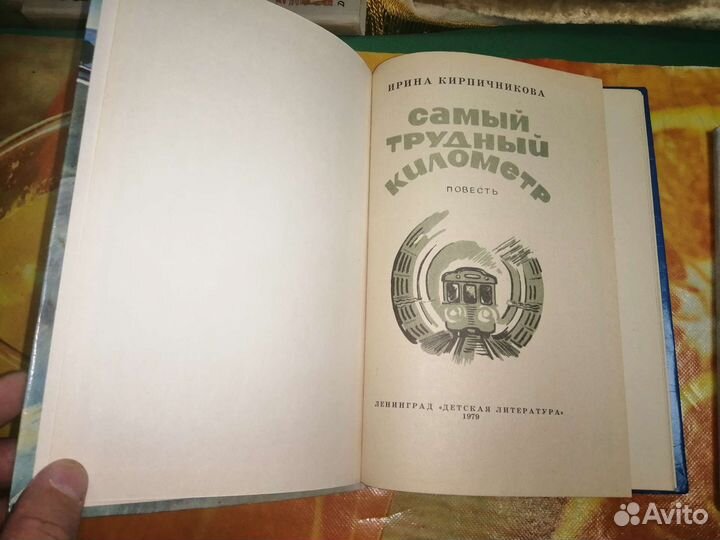 ИРИНА КИРПИЧНИКОВА
САМЫЙ
ТРУДНЫЙ
КИЛОМЕТР
ПОВЕСТЬ
ЛЕНИНГРАД «ДЕТСКАЯ ЛИТЕРАТУРА»
1979
Avito